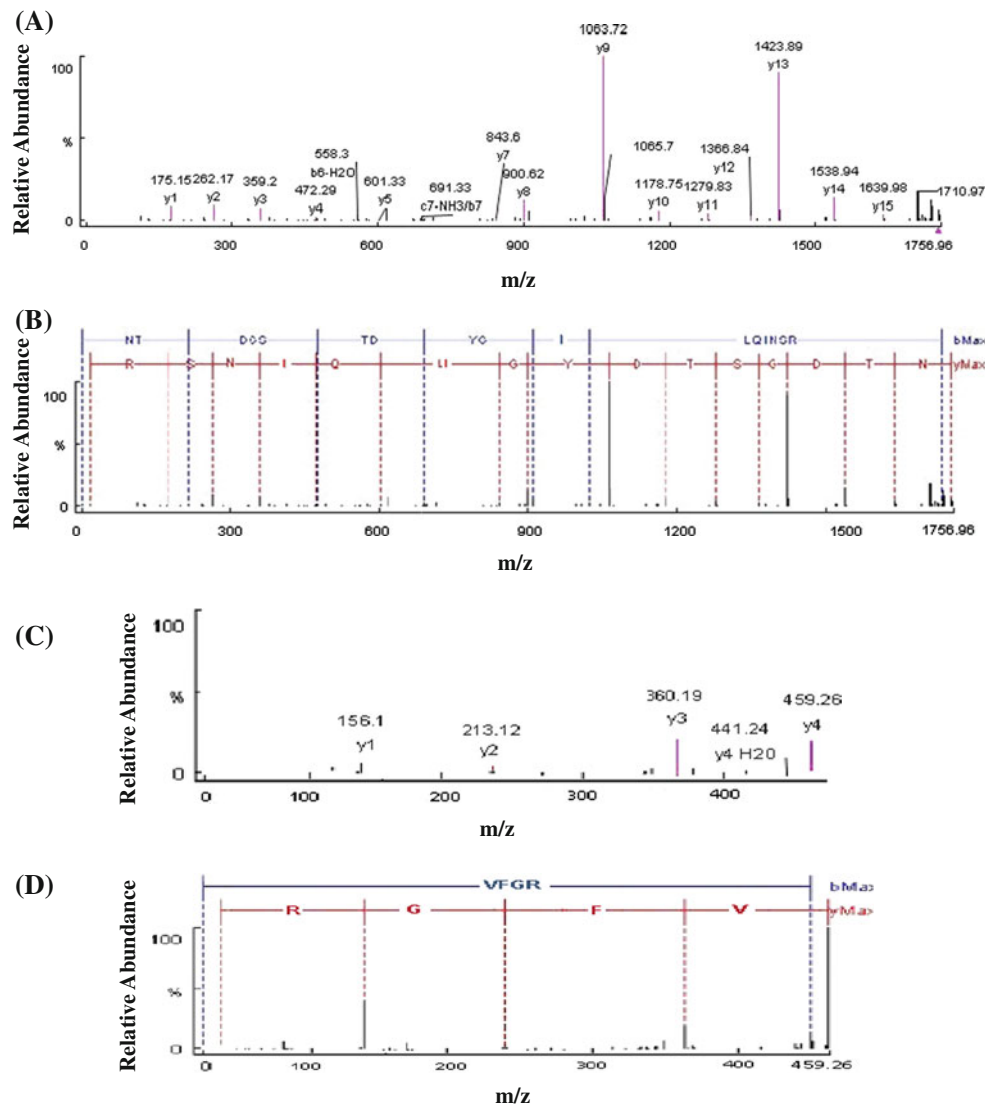 (A)
Relative Abundance
100
%
0
175.15
y1
262.17
y2
359.2
y3
472.29
y4
558.3
b6-H2O
601.33
y5
691.33
c7-NH3/b7
843.6
y7
900.62
y8
1063.72
y9
1065.7
1178.75
y10
1279.83
y11
1366.84
y12
1423.89
y13
1538.94
y14
1639.98
y15
1710.97
0 300 600 900 1200 1500 1756.96
m/z
(B)
NT DGS TD YG I LQINSR bMax
R S N I Q LI G Y D T S G D T N yMax
Relative Abundance
100
%
0
0 300 600 900 1200 1500 1756.96
m/z
(C)
Relative Abundance
100
%
0
156.1
y1
213.12
y2
360.19
y3
441.24
y4 H20
459.26
y4
0 100 200 300 400
m/z
(D)
VFGR bMax
R G F V yMax
Relative Abundance
100
%
0
0 100 200 300 400 459.26
m/z